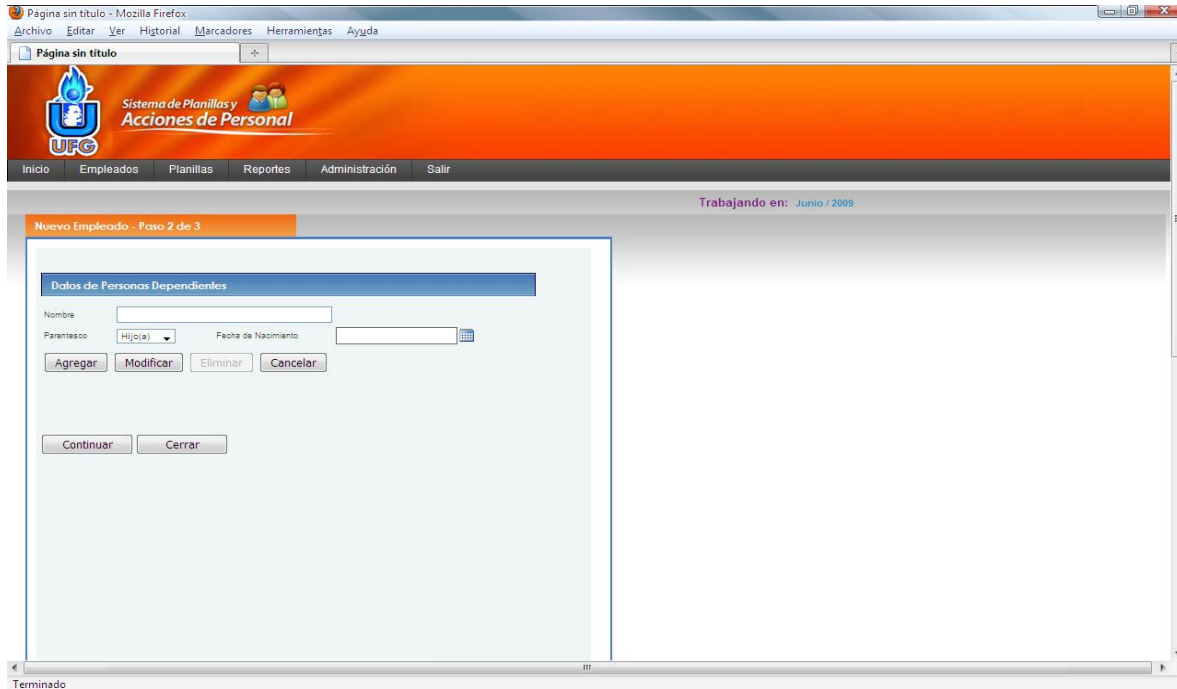 Página sin título - Mozilla Firefox
Archivo Editar Ver Historial Marcadores Herramientas Ayuda
Página sin título
Sistema de Planillas y
Acciones de Personal
UFG
Inicio Empleados Planillas Reportes Administración Salir
Trabajando en: Junio / 2009
Nuevo Empleado - Paso 2 de 3
Datos de Personas Dependientes
Nombre
Parentesco Hijo(a) Fecha de Nacimiento
Agregar Modificar Eliminar Cancelar
Continuar Cerrar
Terminado